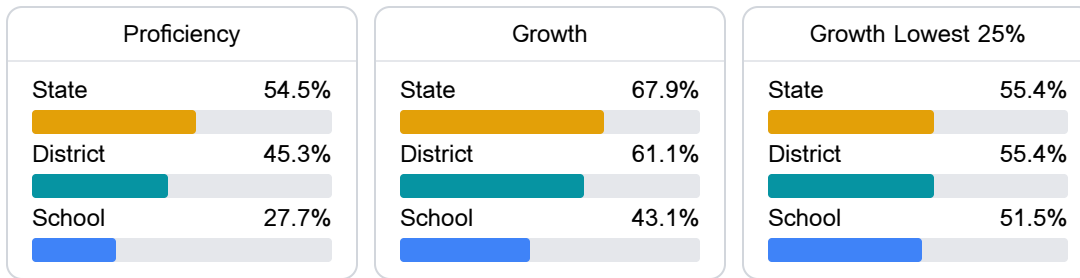 Proficiency
State 54.5%
District 45.3%
School 27.7%
Growth
State 67.9%
District 61.1%
School 43.1%
Growth Lowest 25%
State 55.4%
District 55.4%
School 51.5%